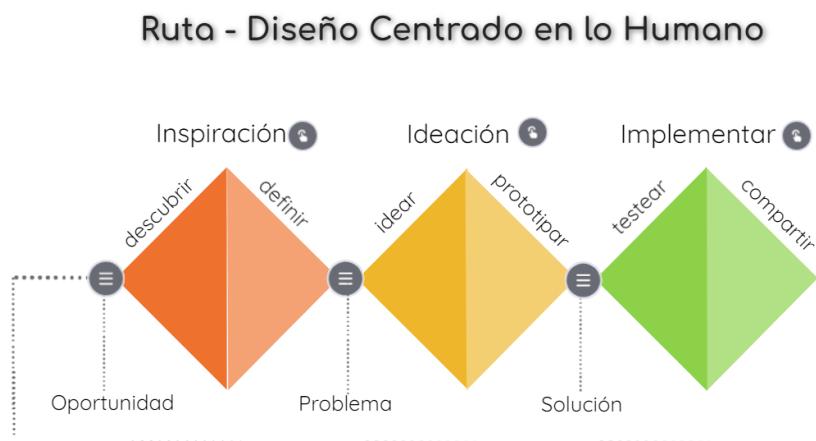 Ruta - Diseño Centrado en lo Humano
Inspiración
Ideación
Implementar
descubrir
definir
idear
prototipar
testear
compartir
Oportunidad
Problema
Solución